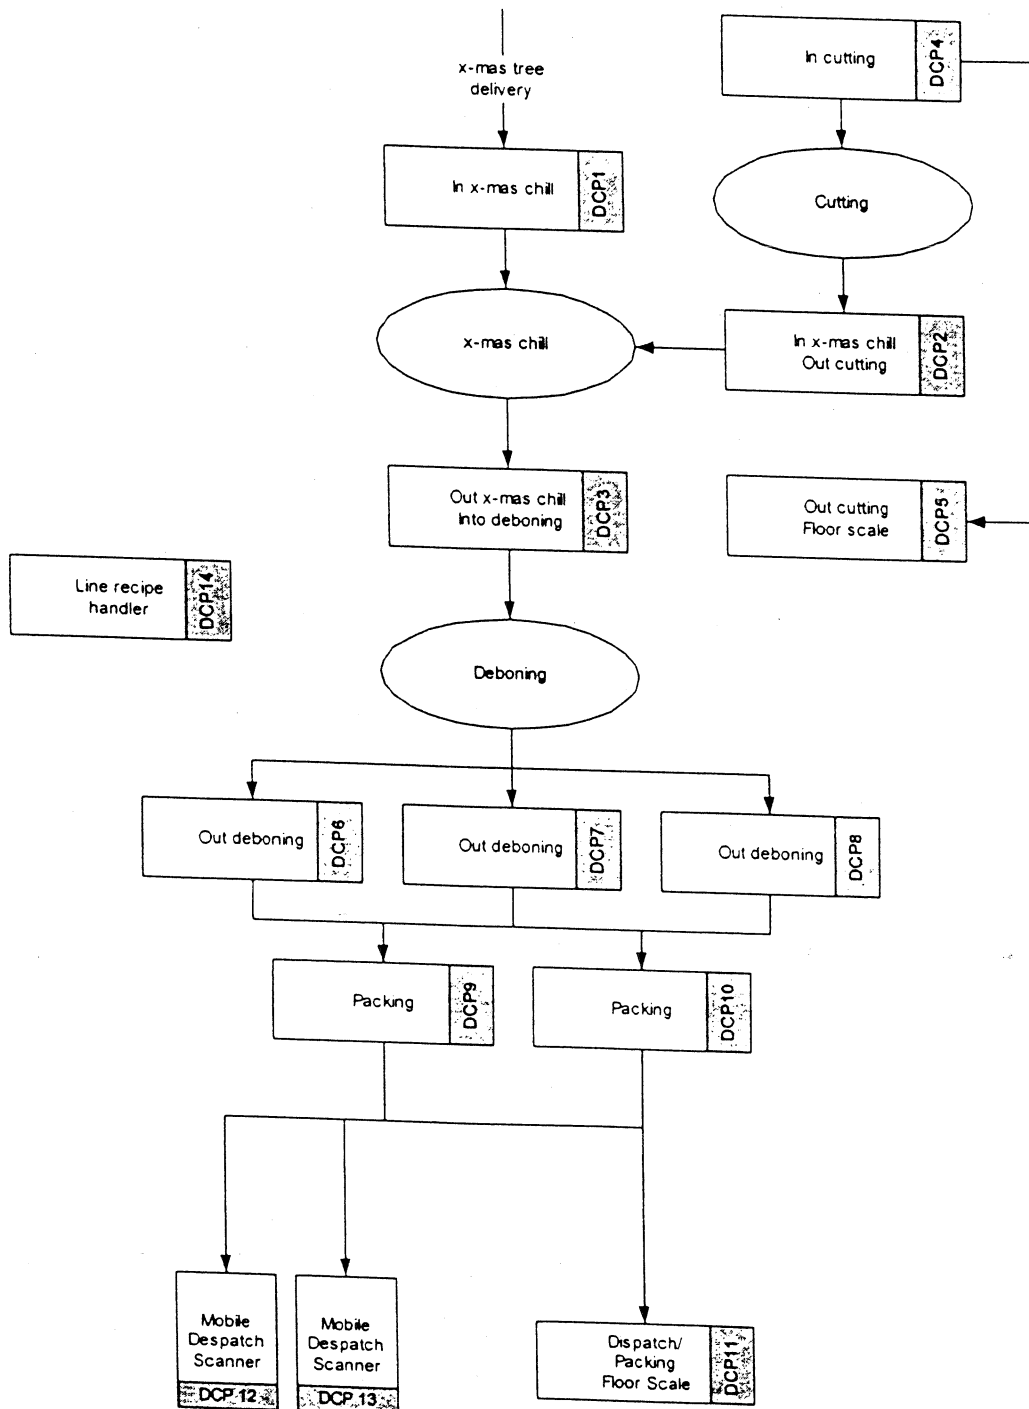 x-mas tree
delivery
In cutting
DCP4
In x-mas chill
DCP1
Cutting
x-mas chill
In x-mas chill
Out cutting
DCP2
Out x-mas chill
Into deboning
DCP3
Out cutting
Floor scale
DCP5
Line recipe
handler
DCP14
Deboning
Out deboning
DCP6
Out deboning
DCP7
Out deboning
DCP8
Packing
DCP9
Packing
DCP10
Mobile
Despatch
Scanner
DCP 12
Mobile
Despatch
Scanner
DCP 13
Dispatch/
Packing
Floor Scale
DCP11